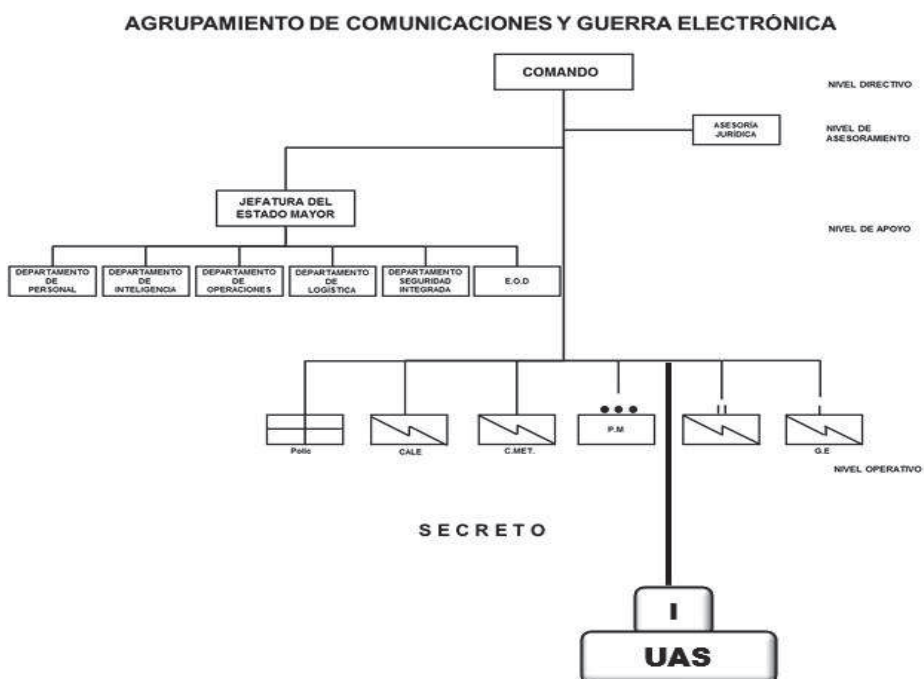 AGRUPAMIENTO DE COMUNICACIONES Y GUERRA ELECTRÓNICA
COMANDO
NIVEL DIRECTIVO
ASESORÍA
JURÍDICA
NIVEL DE
ASESORAMIENTO
JEFATURA DEL
ESTADO MAYOR
NIVEL DE APOYO
DEPARTAMENTO
DE
PERSONAL
DEPARTAMENTO
DE
INTELIGENCIA
DEPARTAMENTO
DE
OPERACIONES
DEPARTAMENTO
DE
LOGÍSTICA
DEPARTAMENTO
SEGURIDAD
INTEGRADA
E.O.D
P.M
Polic
CALE
C.MET.
G.E
NIVEL OPERATIVO
SECRETO
I
UAS